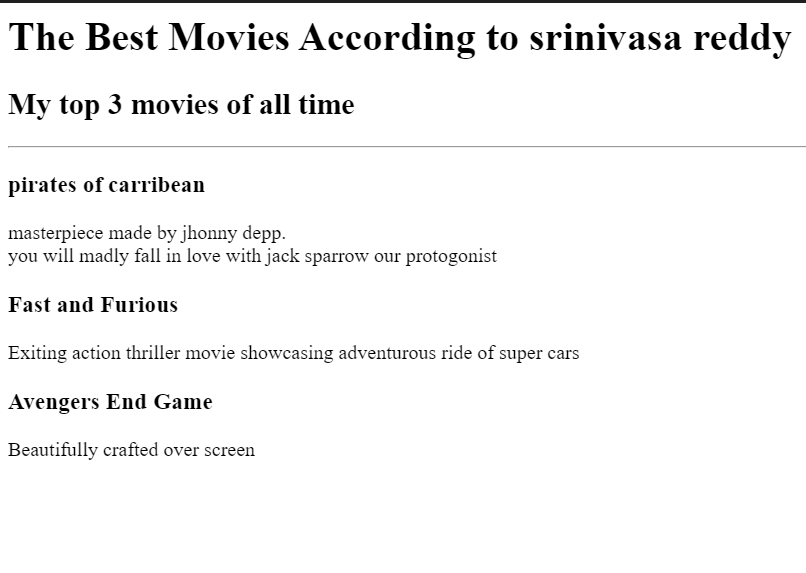 The Best Movies According to srinivasa reddy
My top 3 movies of all time
pirates of carribean
masterpiece made by jhonny depp.
you will madly fall in love with jack sparrow our protogonist
Fast and Furious
Exiting action thriller movie showcasing adventurous ride of super cars
Avengers End Game
Beautifully crafted over screen